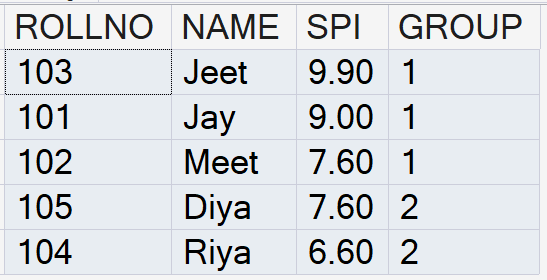 ROLLNO NAME SPI GROUP
103 Jeet 9.90 1
101 Jay 9.00 1
102 Meet 7.60 1
105 Diya 7.60 2
104 Riya 6.60 2